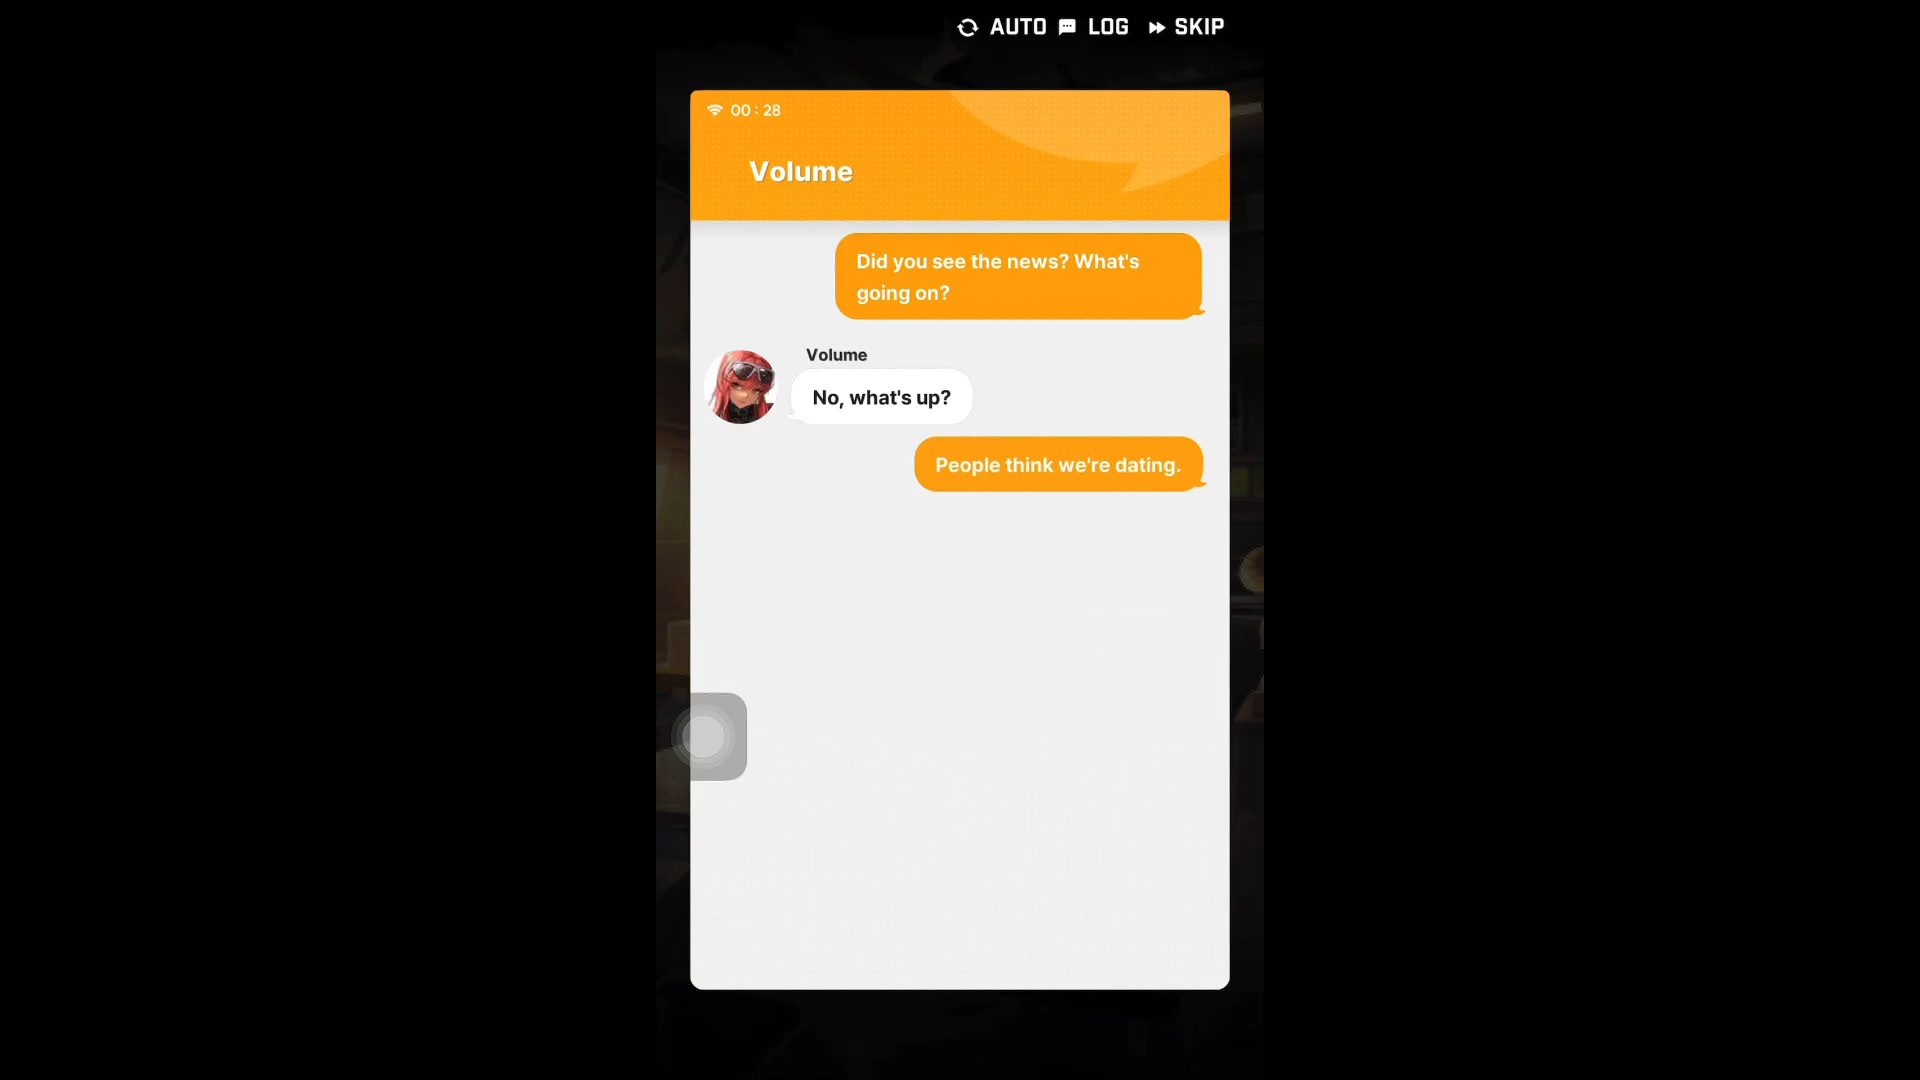 AUTO LOG SKIP
00 : 28
Volume
Did you see the news? What's
going on?
Volume
No, what's up?
People think we're dating.